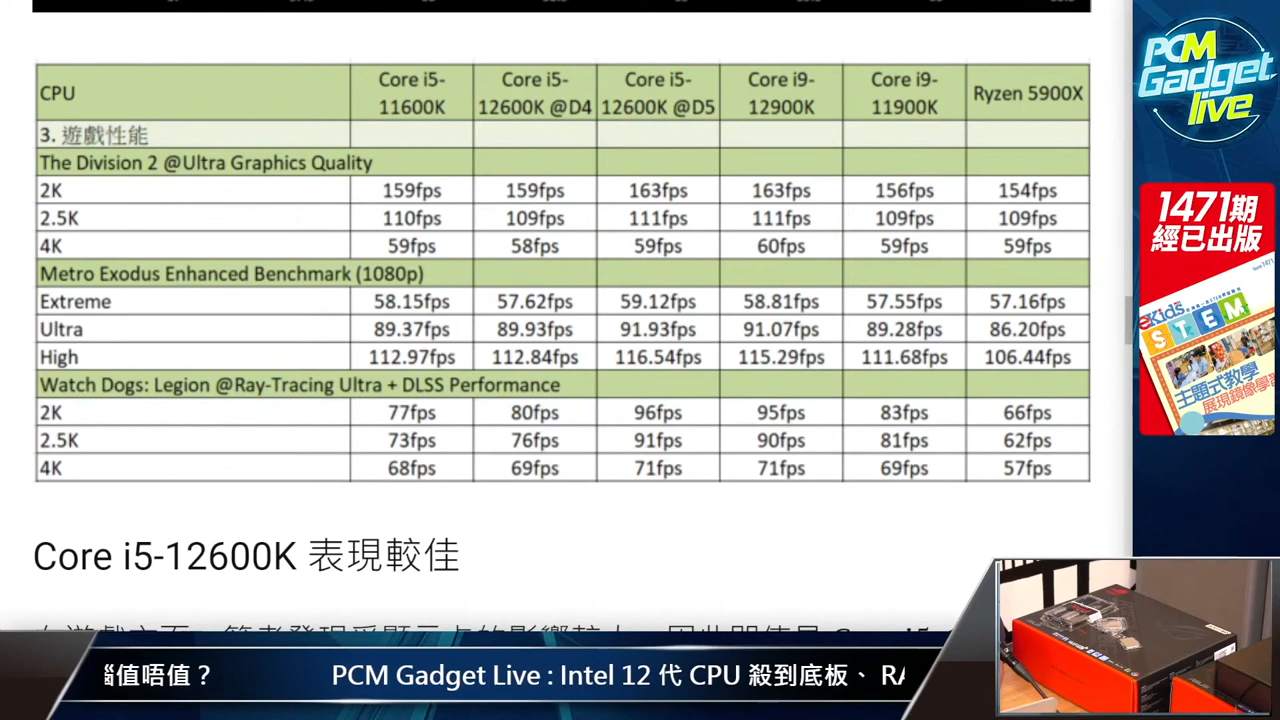 CPU Core i5-11600K Core i5-12600K @D4 Core i5-12600K @D5 Core i9-12900K Core i9-11900K Ryzen 5900X
3. 遊戲性能
The Division 2 @Ultra Graphics Quality
2K 159fps 159fps 163fps 163fps 156fps 154fps
2.5K 110fps 109fps 111fps 111fps 109fps 109fps
4K 59fps 58fps 59fps 60fps 59fps 59fps
Metro Exodus Enhanced Benchmark (1080p)
Extreme 58.15fps 57.62fps 59.12fps 58.81fps 57.55fps 57.16fps
Ultra 89.37fps 89.93fps 91.93fps 91.07fps 89.28fps 86.20fps
High 112.97fps 112.84fps 116.54fps 115.29fps 111.68fps 106.44fps
Watch Dogs: Legion @Ray-Tracing Ultra + DLSS Performance
2K 77fps 80fps 96fps 95fps 83fps 66fps
2.5K 73fps 76fps 91fps 90fps 81fps 62fps
4K 68fps 69fps 71fps 71fps 69fps 57fps
Core i5-12600K 表現較佳
PCM
Gadget
live
1471期
經已出版
eKids
STEM
主題式教學
展現鏡像學習
值唔值？ PCM Gadget Live : Intel 12 代 CPU 殺到底板、 RA